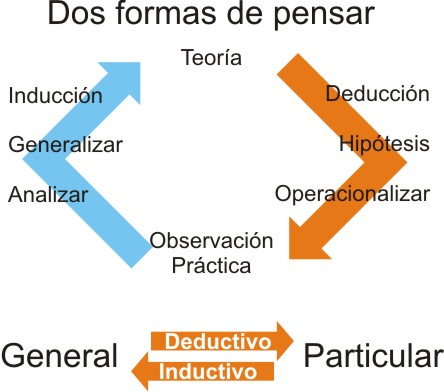 Dos formas de pensar
Teoría
Inducción
Generalizar
Analizar
Deducción
Hipótesis
Operacionalizar
Observación
Práctica
General
Deductivo
Inductivo
Particular